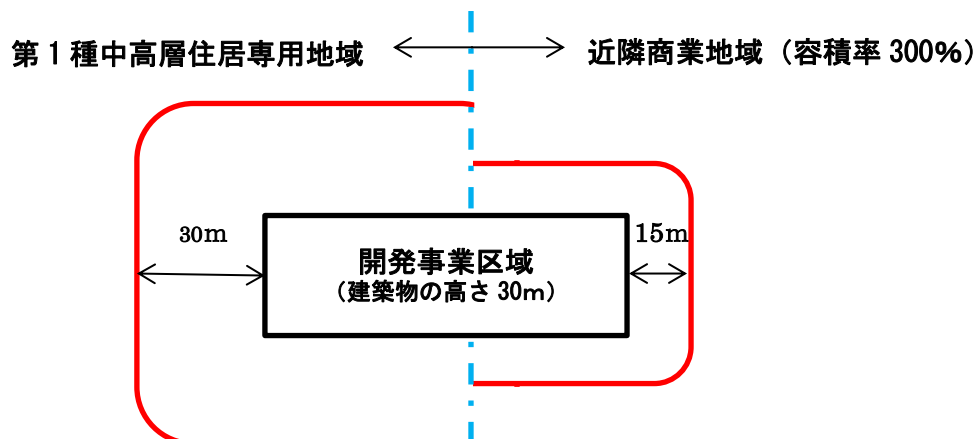 第1種中高層住居専用地域
近隣商業地域（容積率 300%）
30m
15m
開発事業区域
（建築物の高さ 30m）